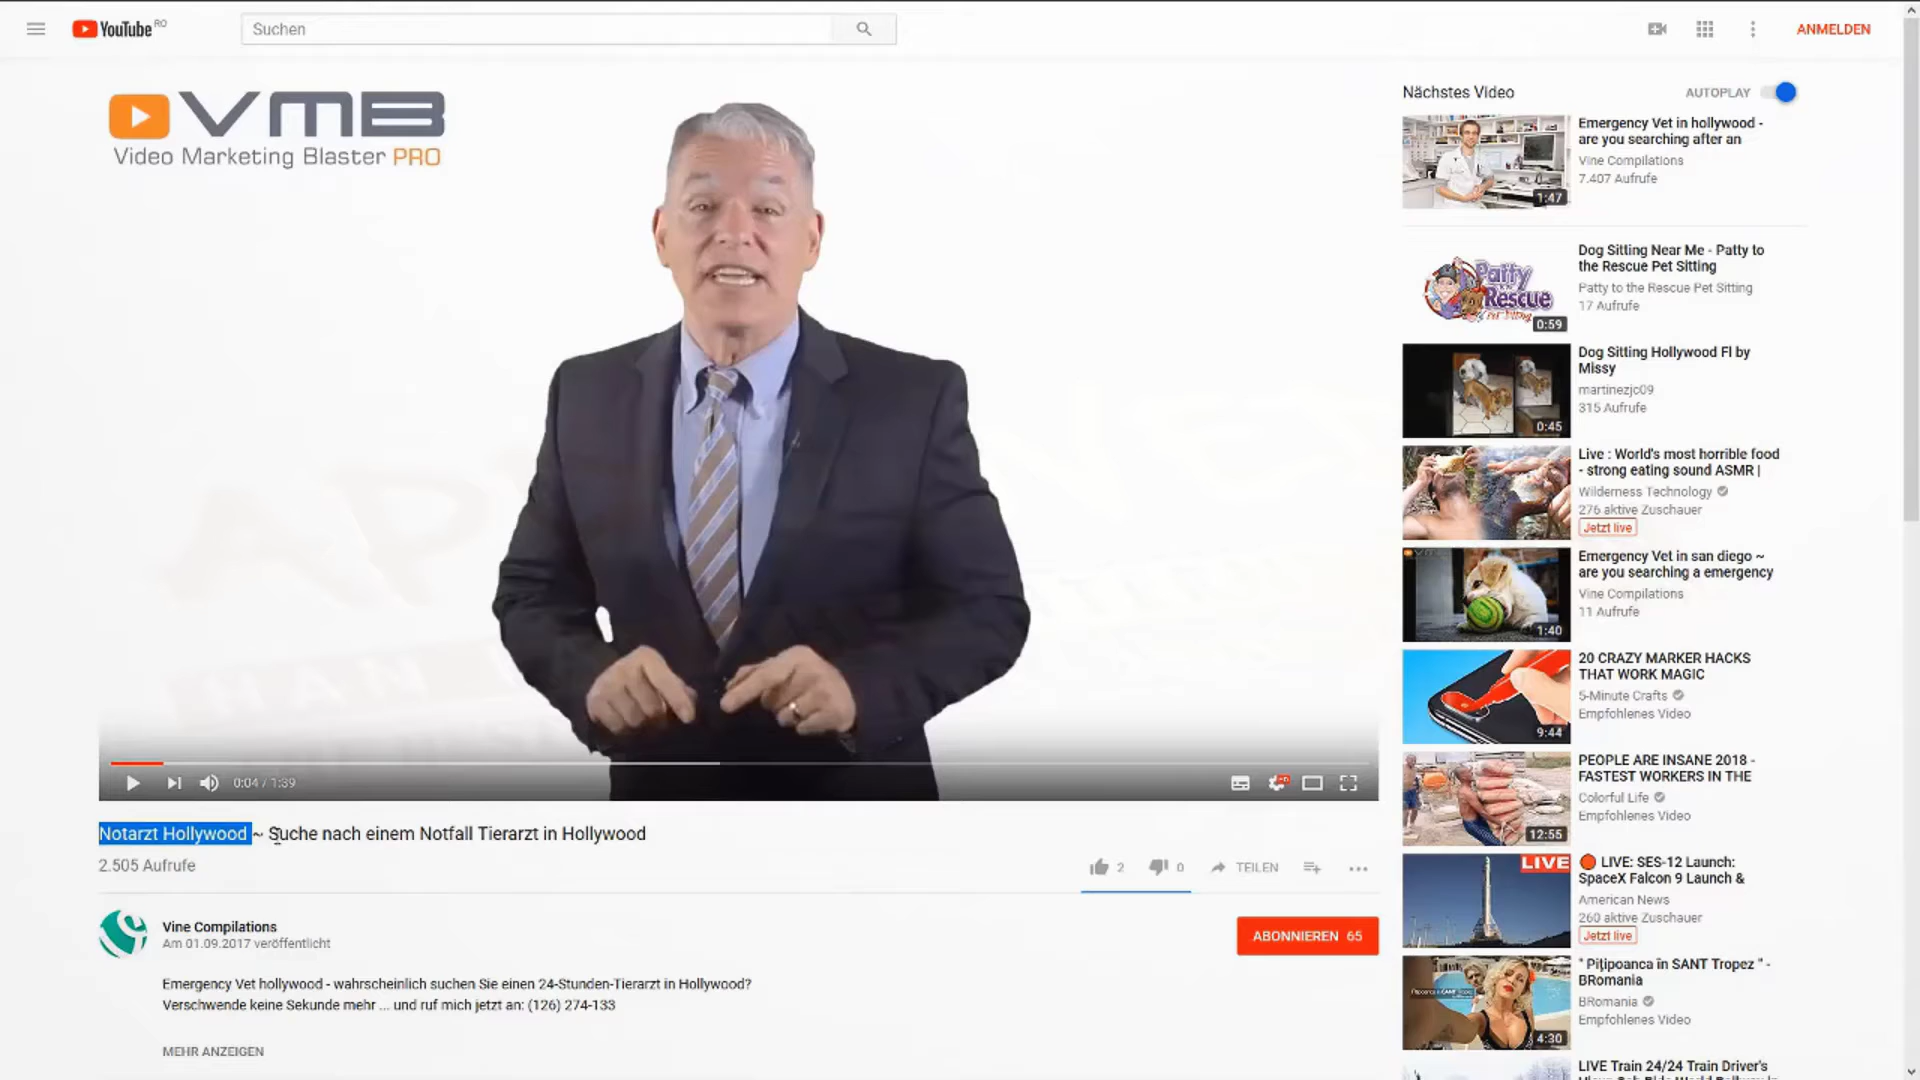 YouTube RO
Suchen
ANMELDEN
VMB
Video Marketing Blaster PRO
0:04 / 1:39
Notarzt Hollywood ~ Suche nach einem Notfall Tierarzt in Hollywood
2.505 Aufrufe
2
0
TEILEN
Vine Compilations
Am 01.09.2017 veröffentlicht
ABONNIEREN 65
Emergency Vet hollywood - wahrscheinlich suchen Sie einen 24-Stunden-Tierarzt in Hollywood?
Verschwende keine Sekunde mehr ... und ruf mich jetzt an: (126) 274-133
MEHR ANZEIGEN
Nächstes Video
AUTOPLAY
1:47
Emergency Vet in hollywood -
are you searching after an
Vine Compilations
7.407 Aufrufe
Patty
to the
Rescue
Pet Sitting
0:59
Dog Sitting Near Me - Patty to
the Rescue Pet Sitting
Patty to the Rescue Pet Sitting
17 Aufrufe
0:45
Dog Sitting Hollywood Fl by
Missy
martinezjc09
315 Aufrufe
Live : World's most horrible food
- strong eating sound ASMR |
Wilderness Technology
276 aktive Zuschauer
Jetzt live
1:40
Emergency Vet in san diego ~
are you searching a emergency
Vine Compilations
11 Aufrufe
9:44
20 CRAZY MARKER HACKS
THAT WORK MAGIC
5-Minute Crafts
Empfohlenes Video
12:55
PEOPLE ARE INSANE 2018 -
FASTEST WORKERS IN THE
Colorful Life
Empfohlenes Video
LIVE
LIVE: SES-12 Launch:
SpaceX Falcon 9 Launch &
American News
260 aktive Zuschauer
Jetzt live
4:30
" Pițipoanca în SANT Tropez " -
BRomania
BRomania
Empfohlenes Video
LIVE Train 24/24 Train Driver's